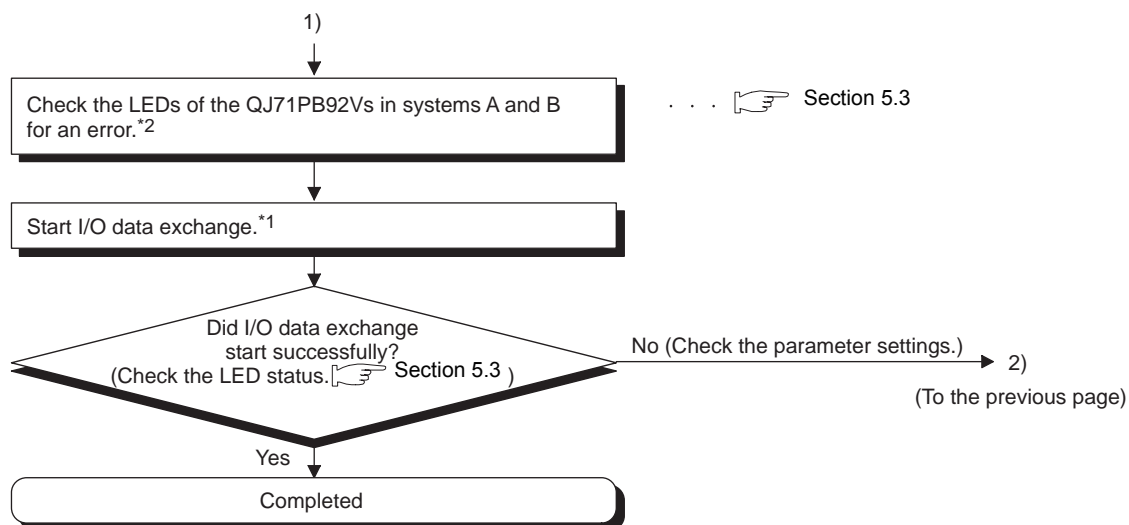 1)
Check the LEDs of the QJ71PB92Vs in systems A and B
for an error.*2
. . . Section 5.3
Start I/O data exchange.*1
Did I/O data exchange
start successfully?
(Check the LED status. Section 5.3 )
No (Check the parameter settings.)
2)
(To the previous page)
Yes
Completed